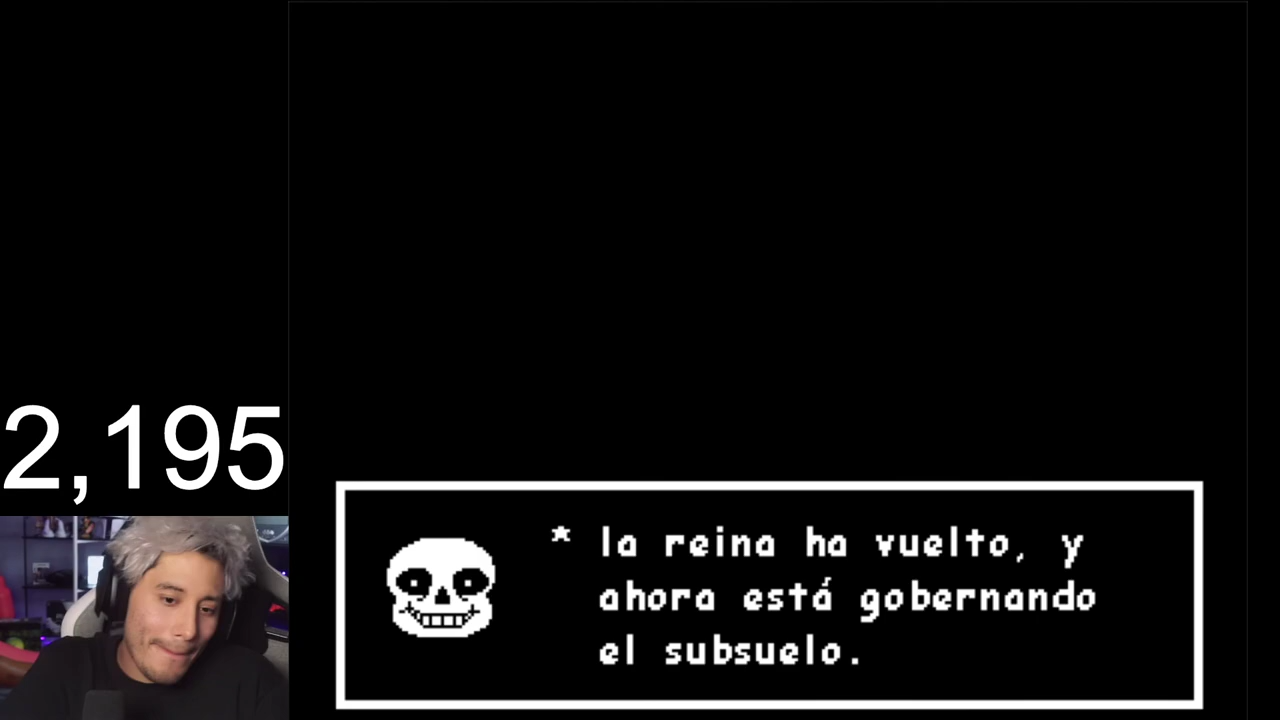 2,195
* la reina ha vuelto, y
ahora está gobernando
el subsuelo.